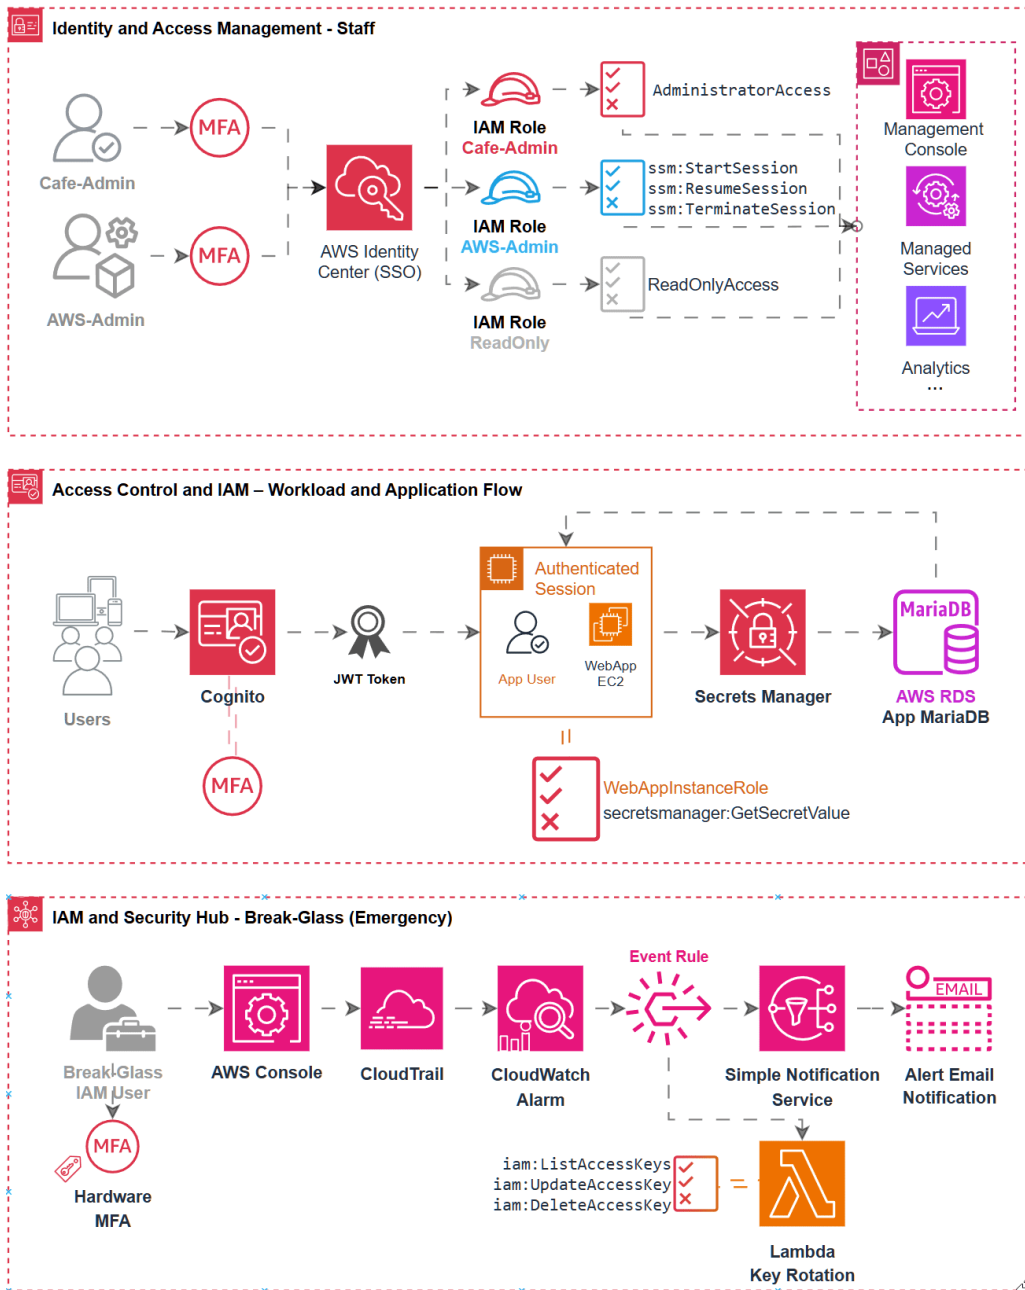 Identity and Access Management - Staff
Cafe-Admin
MFA
AWS-Admin
MFA
AWS Identity
Center (SSO)
IAM Role
Cafe-Admin
AdministratorAccess
IAM Role
AWS-Admin
ssm:StartSession
ssm:ResumeSession
ssm:TerminateSession
IAM Role
ReadOnly
ReadOnlyAccess
Management
Console
Managed
Services
Analytics
...
Access Control and IAM – Workload and Application Flow
Users
Cognito
MFA
JWT Token
Authenticated
Session
App User
WebApp
EC2
WebAppInstanceRole
secretsmanager:GetSecretValue
Secrets Manager
MariaDB
AWS RDS
App MariaDB
IAM and Security Hub - Break-Glass (Emergency)
Break-Glass
IAM User
MFA
Hardware
MFA
AWS Console
CloudTrail
CloudWatch
Alarm
Event Rule
Simple Notification
Service
EMAIL
Alert Email
Notification
iam:ListAccessKeys
iam:UpdateAccessKey
iam:DeleteAccessKey
Lambda
Key Rotation